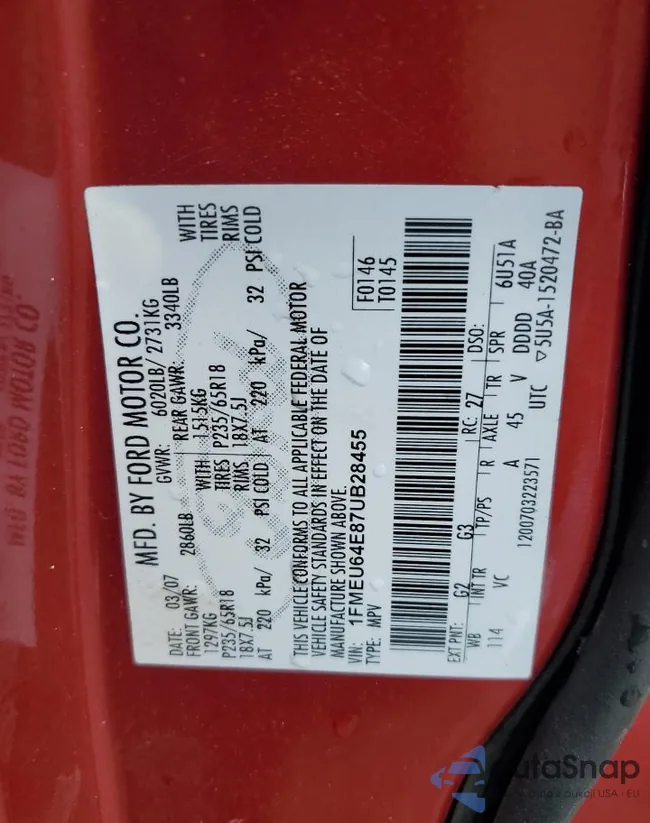 MFD. BY FORD MOTOR CO.
DATE: 03/07 GVWR: 6020LB/ 2731KG
FRONT GAWR: 2860LB REAR GAWR: 3340LB
1297KG WITH 1515KG WITH
P235/65R18 TIRES P235/65R18 TIRES
18X7.5J RIMS 18X7.5J RIMS
AT 220 kPa/ 32 PSI COLD AT 220 kPa/ 32 PSI COLD
THIS VEHICLE CONFORMS TO ALL APPLICABLE FEDERAL MOTOR
VEHICLE SAFETY STANDARDS IN EFFECT ON THE DATE OF
MANUFACTURE SHOWN ABOVE.
VIN: 1FMEU64E87UB28455
TYPE: MPV
F0146
T0145
EXT PNT: G2 G3 RC: 27 DSO:
WB INT TR TP/PS R AXLE TR SPR 6U51A
114 VC A 45 V DDDD 40A
1200703223571 UTC ▽5U5A-1520472-BA
AutaSnap